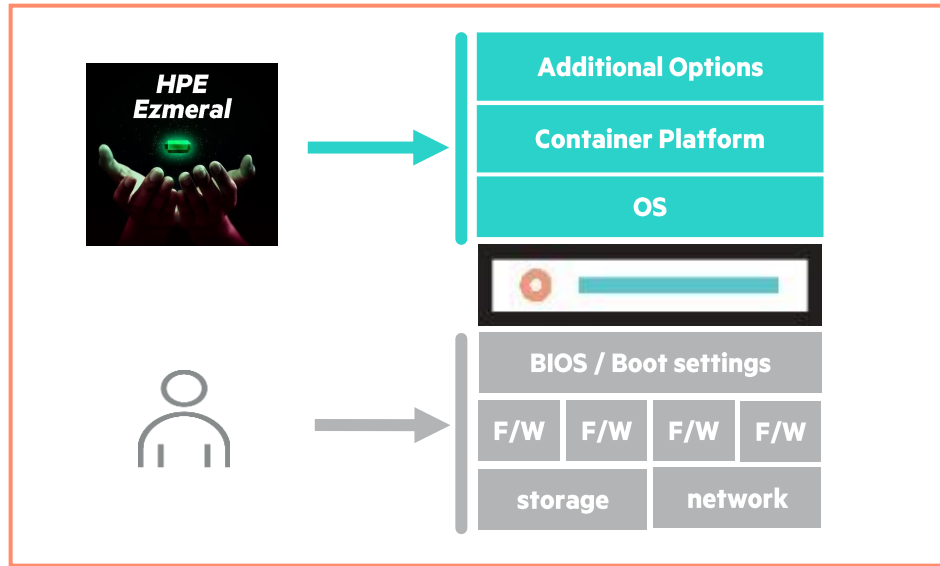 HPE
Ezmeral
Additional Options
Container Platform
OS
BIOS / Boot settings
F/W F/W F/W F/W
storage network